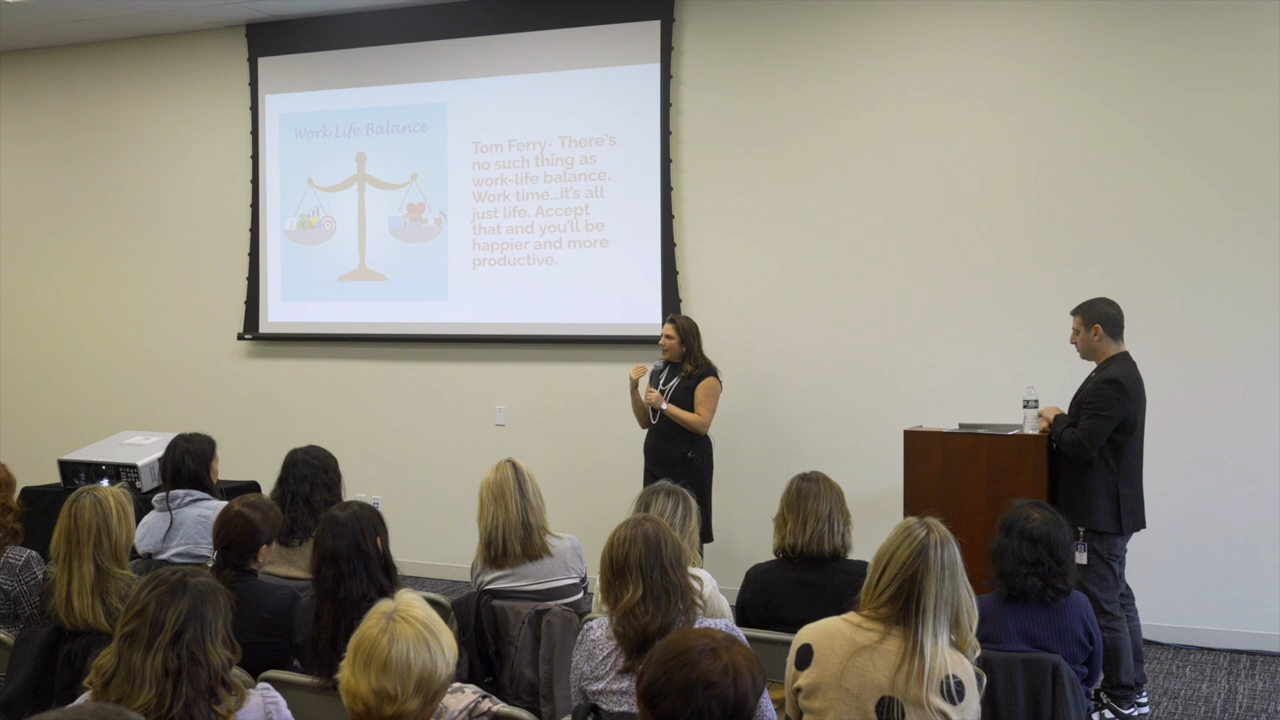 Work Life Balance
Tom Ferry- There's
no such thing as
work-life balance.
Work time...it's all
just life. Accept
that and you'll be
happier and more
productive.